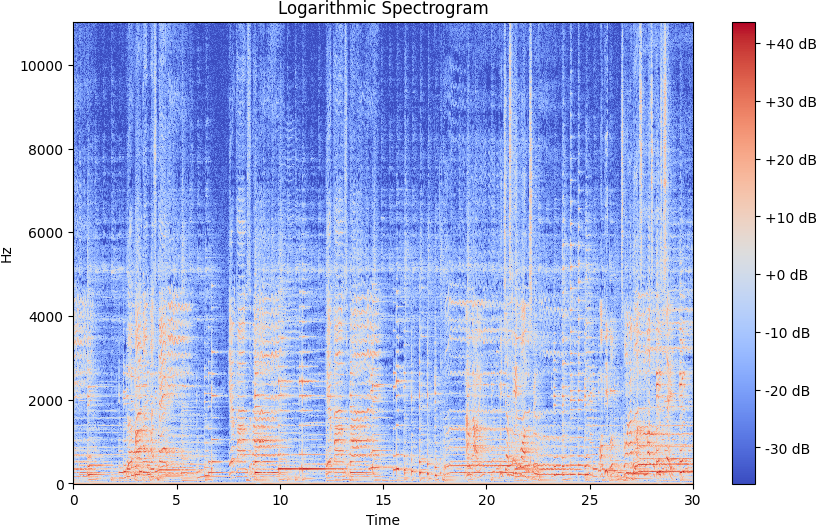 Logarithmic Spectrogram
10000
8000
6000
4000
2000
0
Hz
0 5 10 15 20 25 30
Time
+40 dB
+30 dB
+20 dB
+10 dB
+0 dB
-10 dB
-20 dB
-30 dB